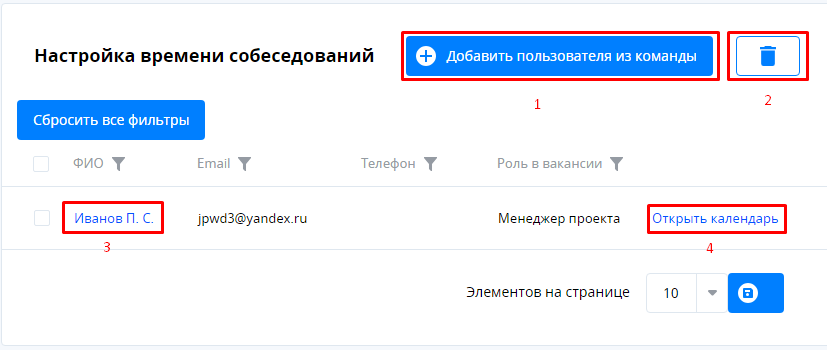 Настройка времени собеседований
Добавить пользователя из команды
1
2
Сбросить все фильтры
ФИО Email Телефон Роль в вакансии
Иванов П. С. jpwd3@yandex.ru Менеджер проекта Открыть календарь
3
4
Элементов на странице 10